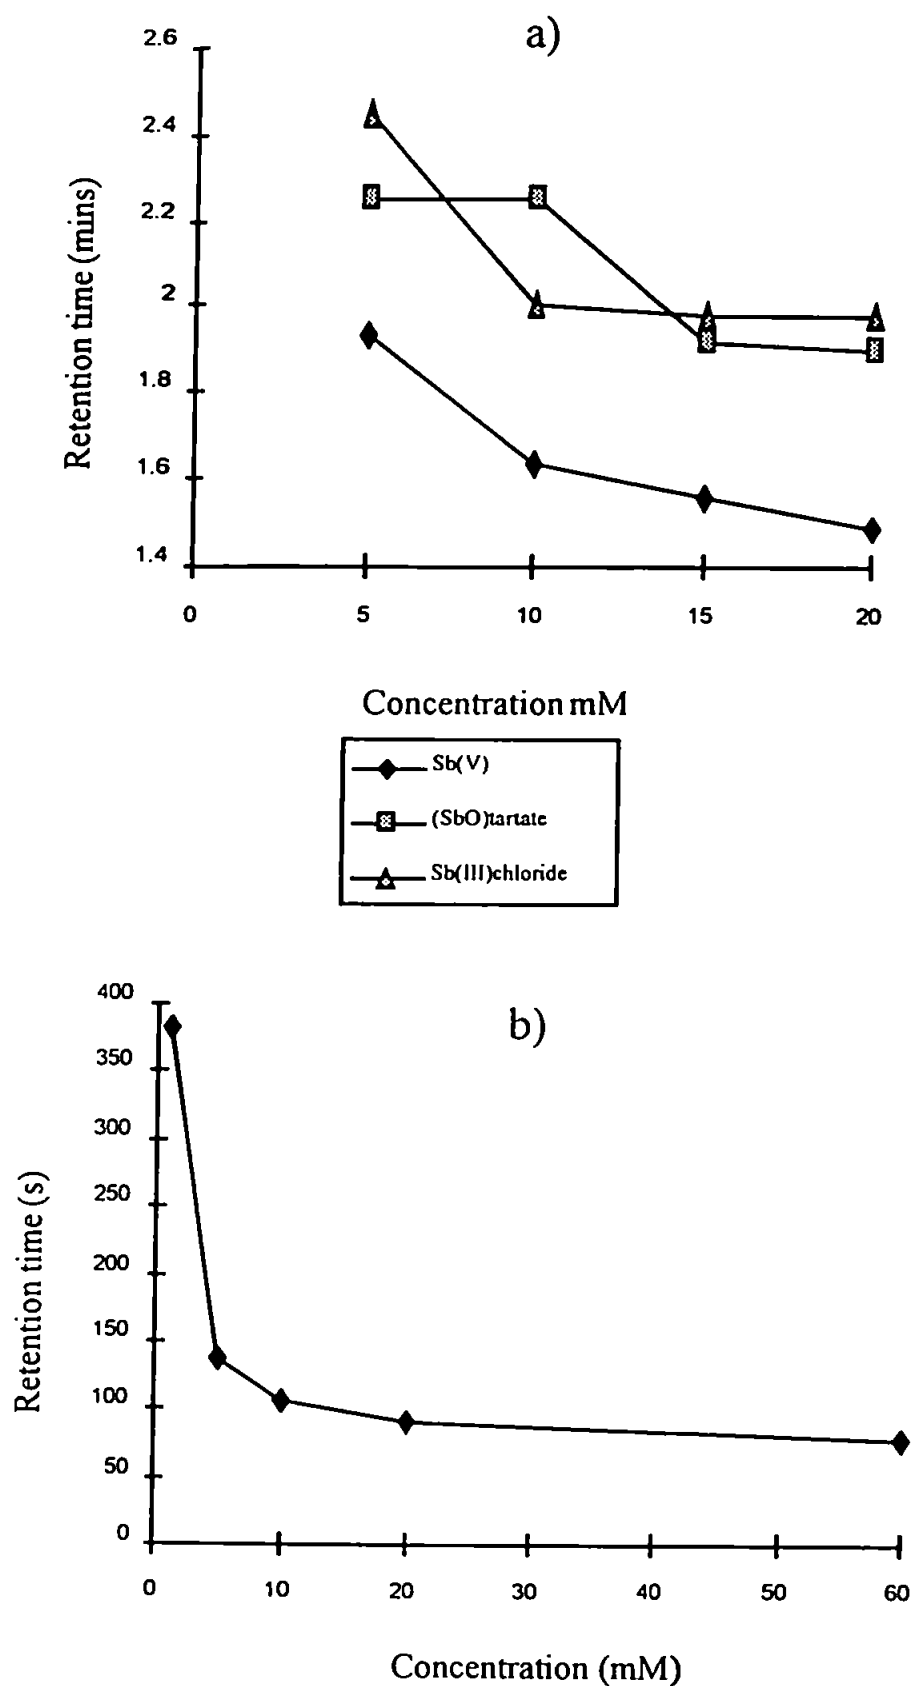 a)
2.6
2.4
2.2
2
1.8
1.6
1.4
Retention time (mins)
0 5 10 15 20
Concentration mM
Sb(V)
(SbO)tartate
Sb(III)chloride
b)
400
350
300
250
200
150
100
50
0
Retention time (s)
0 10 20 30 40 50 60
Concentration (mM)